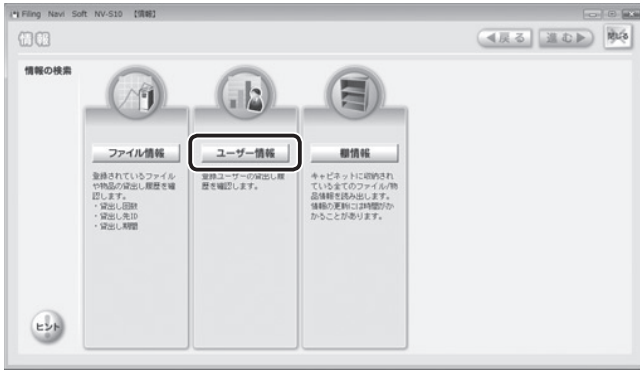 Filing Navi Soft NV-S10 【情報】
情報
戻る 進む 閉じる
情報の検索
ファイル情報
ユーザー情報
棚情報
登録されているファイル
や物品の貸出し履歴を確
認します。
・貸出し回数
・貸出し先ID
・貸出し期間
登録ユーザーの貸出し履
歴を確認します。
キャビネットに収納され
ている全てのファイル/物
品情報を読み出します。
情報の更新には時間がか
かることがあります。
ヒント